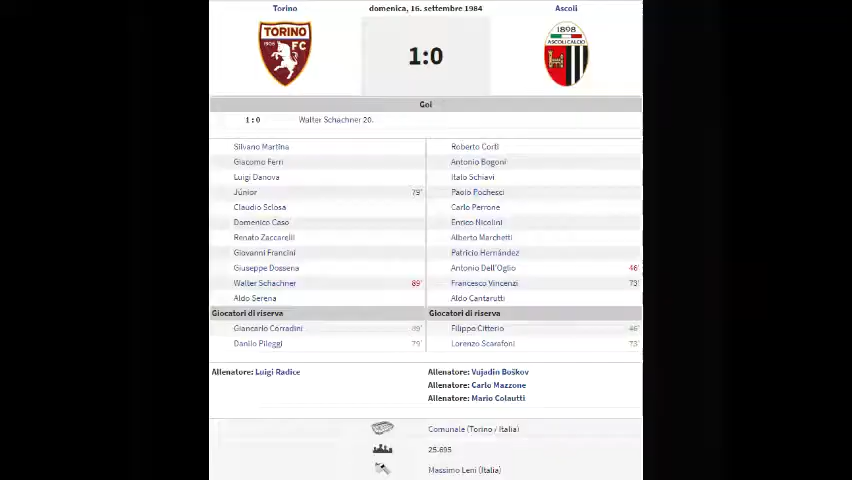 Torino domenica, 16. settembre 1984 Ascoli
TORINO
1906 FC
1:0
1898
ASCOLI CALCIO
Gol
1 : 0 Walter Schachner 20.
Silvano Martina Roberto Corti
Giacomo Ferri Antonio Bogoni
Luigi Danova Italo Schiavi
Júnior 79' Paolo Pochesci
Claudio Sclosa Carlo Perrone
Domenico Caso Enrico Nicolini
Renato Zaccarelli Alberto Marchetti
Giovanni Francini Patricio Hernández
Giuseppe Dossena Antonio Dell'Oglio 46'
Walter Schachner 89' Francesco Vincenzi 73'
Aldo Serena Aldo Cantarutti
Giocatori di riserva Giocatori di riserva
Giancarlo Corradini 89' Filippo Citterio 46'
Danilo Pileggi 79' Lorenzo Scarafoni 73'
Allenatore: Luigi Radice Allenatore: Vujadin Boškov
Allenatore: Carlo Mazzone
Allenatore: Mario Colautti
Comunale (Torino / Italia)
25.695
Massimo Leni (Italia)